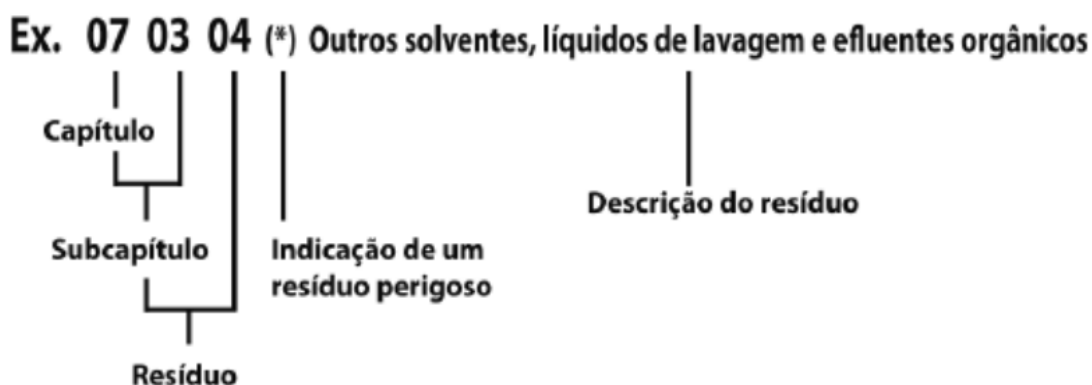 Ex. 07 03 04 (*) Outros solventes, líquidos de lavagem e efluentes orgânicos
Capítulo
Descrição do resíduo
Subcapítulo
Indicação de um
resíduo perigoso
Resíduo